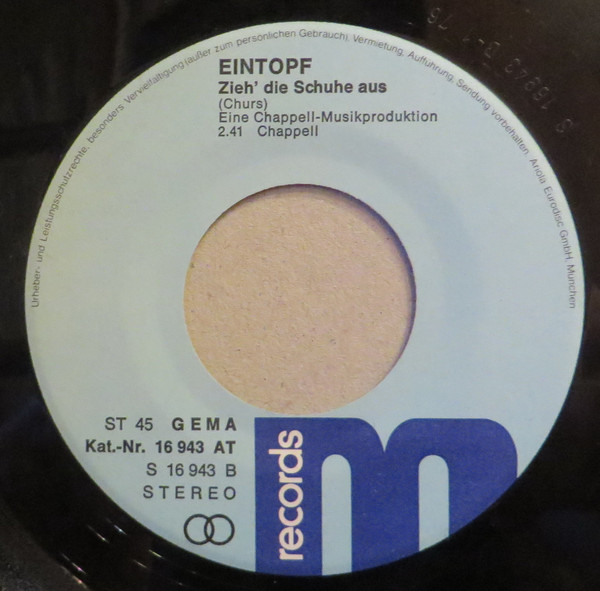 Urheber- und Leistungsschutzrechte, besonders Vervielfältigung (außer zum persönlichen Gebrauch), Vermietung, Aufführung, Sendung vorbehalten. Ariola Eurodisc GmbH, München
EINTOPF
Zieh' die Schuhe aus
(Churs)
Eine Chappell-Musikproduktion
2.41 Chappell
ST 45 GEMA
Kat.-Nr. 16 943 AT
S 16 943 B
STEREO
m
records